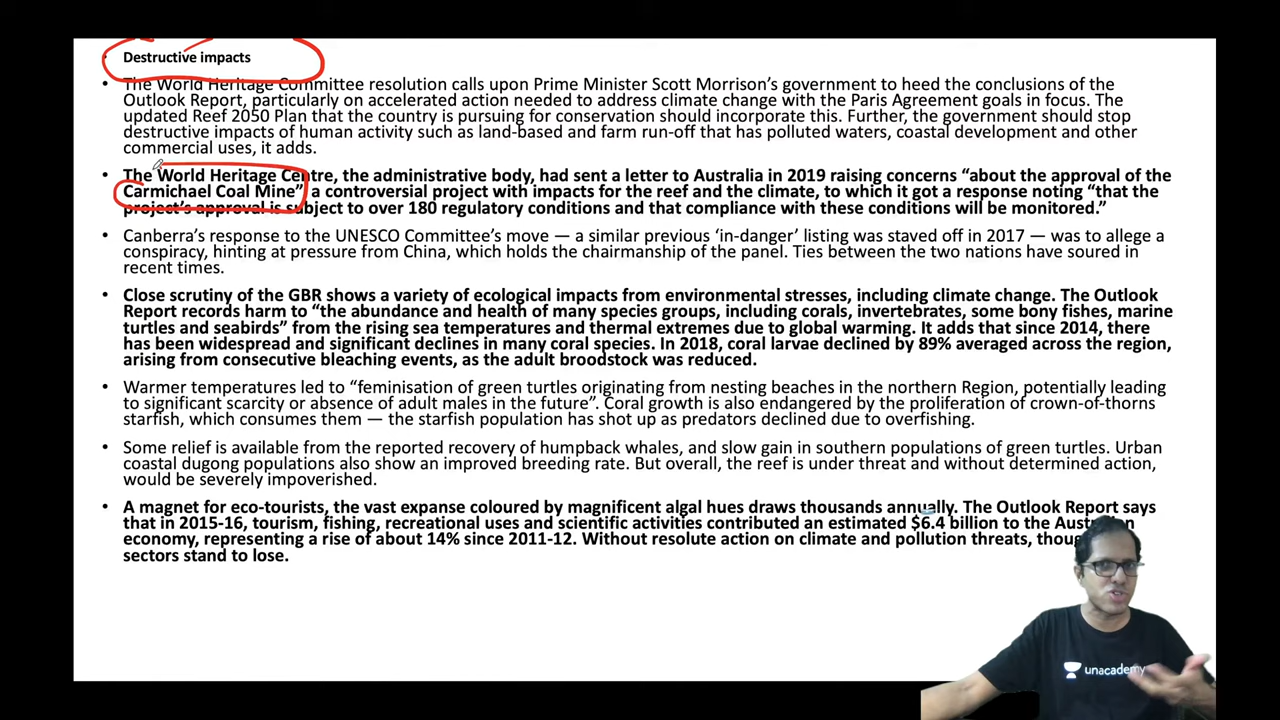 • Destructive impacts
• The World Heritage Committee resolution calls upon Prime Minister Scott Morrison’s government to heed the conclusions of the
Outlook Report, particularly on accelerated action needed to address climate change with the Paris Agreement goals in focus. The
updated Reef 2050 Plan that the country is pursuing for conservation should incorporate this. Further, the government should stop
destructive impacts of human activity such as land-based and farm run-off that has polluted waters, coastal development and other
commercial uses, it adds.
• The World Heritage Centre, the administrative body, had sent a letter to Australia in 2019 raising concerns “about the approval of the
Carmichael Coal Mine”, a controversial project with impacts for the reef and the climate, to which it got a response noting “that the
project’s approval is subject to over 180 regulatory conditions and that compliance with these conditions will be monitored.”
• Canberra’s response to the UNESCO Committee’s move — a similar previous ‘in-danger’ listing was staved off in 2017 — was to allege a
conspiracy, hinting at pressure from China, which holds the chairmanship of the panel. Ties between the two nations have soured in
recent times.
• Close scrutiny of the GBR shows a variety of ecological impacts from environmental stresses, including climate change. The Outlook
Report records harm to “the abundance and health of many species groups, including corals, invertebrates, some bony fishes, marine
turtles and seabirds” from the rising sea temperatures and thermal extremes due to global warming. It adds that since 2014, there
has been widespread and significant declines in many coral species. In 2018, coral larvae declined by 89% averaged across the region,
arising from consecutive bleaching events, as the adult broodstock was reduced.
• Warmer temperatures led to “feminisation of green turtles originating from nesting beaches in the northern Region, potentially leading
to significant scarcity or absence of adult males in the future”. Coral growth is also endangered by the proliferation of crown-of-thorns
starfish, which consumes them — the starfish population has shot up as predators declined due to overfishing.
• Some relief is available from the reported recovery of humpback whales, and slow gain in southern populations of green turtles. Urban
coastal dugong populations also show an improved breeding rate. But overall, the reef is under threat and without determined action,
would be severely impoverished.
• A magnet for eco-tourists, the vast expanse coloured by magnificent algal hues draws thousands annually. The Outlook Report says
that in 2015-16, tourism, fishing, recreational uses and scientific activities contributed an estimated $6.4 billion to the
economy, representing a rise of about 14% since 2011-12. Without resolute action on climate and pollution threats,
sectors stand to lose.
unacademy